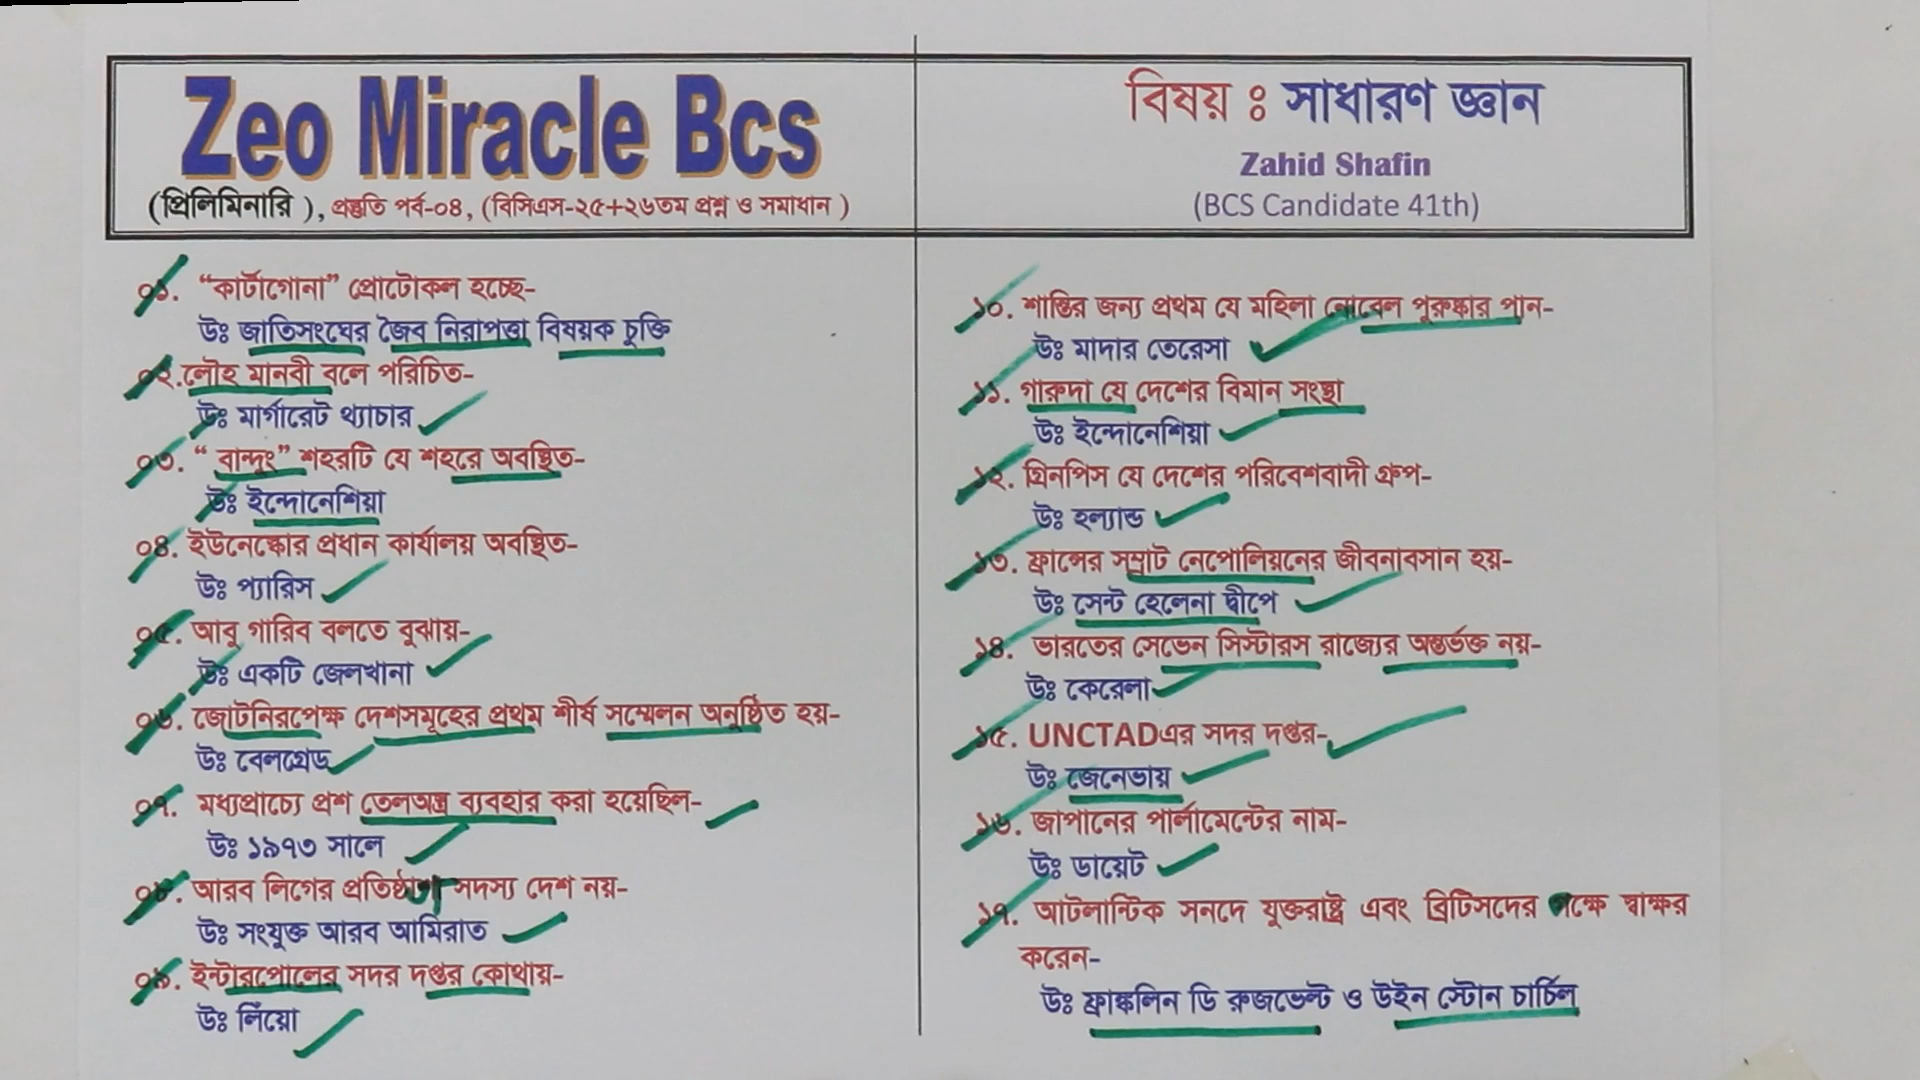 Zeo Miracle Bcs
(প্রিলিমিনারি ), প্রস্তুতি পর্ব-০৪, (বিসিএস-২৫+২৬তম প্রশ্ন ও সমাধান )
বিষয় ঃ সাধারণ জ্ঞান
Zahid Shafin
(BCS Candidate 41th)
০১. “কার্টাগোনা” প্রোটোকল হচ্ছে-
উঃ জাতিসংঘের জৈব নিরাপত্তা বিষয়ক চুক্তি
০২.লৌহ মানবী বলে পরিচিত-
উঃ মার্গারেট থ্যাচার
০৩. “ বান্দুং” শহরটি যে শহরে অবস্থিত-
উঃ ইন্দোনেশিয়া
০৪. ইউনেস্কোর প্রধান কার্যালয় অবস্থিত-
উঃ প্যারিস
০৫. আবু গারিব বলতে বুঝায়-
উঃ একটি জেলখানা
০৬. জোটনিরপেক্ষ দেশসমূহের প্রথম শীর্ষ সম্মেলন অনুষ্ঠিত হয়-
উঃ বেলগ্রেড
০৭. মধ্যপ্রাচ্যে প্রশ তেলঅস্ত্র ব্যবহার করা হয়েছিল-
উঃ ১৯৭৩ সালে
০৮. আরব লিগের সদস্য দেশ নয়-
উঃ সংযুক্ত আরব আমিরাত
০৯. ইন্টারপোলের সদর দপ্তর কোথায়-
উঃ লিঁয়ো
১০. শান্তির জন্য প্রথম যে মহিলা নোবেল পুরুষ্কার পান-
উঃ মাদার তেরেসা
১১. গারুদা যে দেশের বিমান সংস্থা
উঃ ইন্দোনেশিয়া
১২. গ্রিনপিস যে দেশের পরিবেশবাদী গ্রুপ-
উঃ হল্যান্ড
১৩. ফ্রান্সের সম্রাট নেপোলিয়নের জীবনাবসান হয়-
উঃ সেন্ট হেলেনা দ্বীপে
১৪. ভারতের সেভেন সিস্টারস রাজ্যের অন্তর্ভক্ত নয়-
উঃ কেরেলা
১৫. UNCTADএর সদর দপ্তর-
উঃ জেনেভায়
১৬. জাপানের পার্লামেন্টের নাম-
উঃ ডায়েট
১৭. আটলান্টিক সনদে যুক্তরাষ্ট্র এবং ব্রিটিসদের পক্ষে স্বাক্ষর
করেন-
উঃ ফ্রাঙ্কলিন ডি রুজভেল্ট ও উইন স্টোন চার্চিল